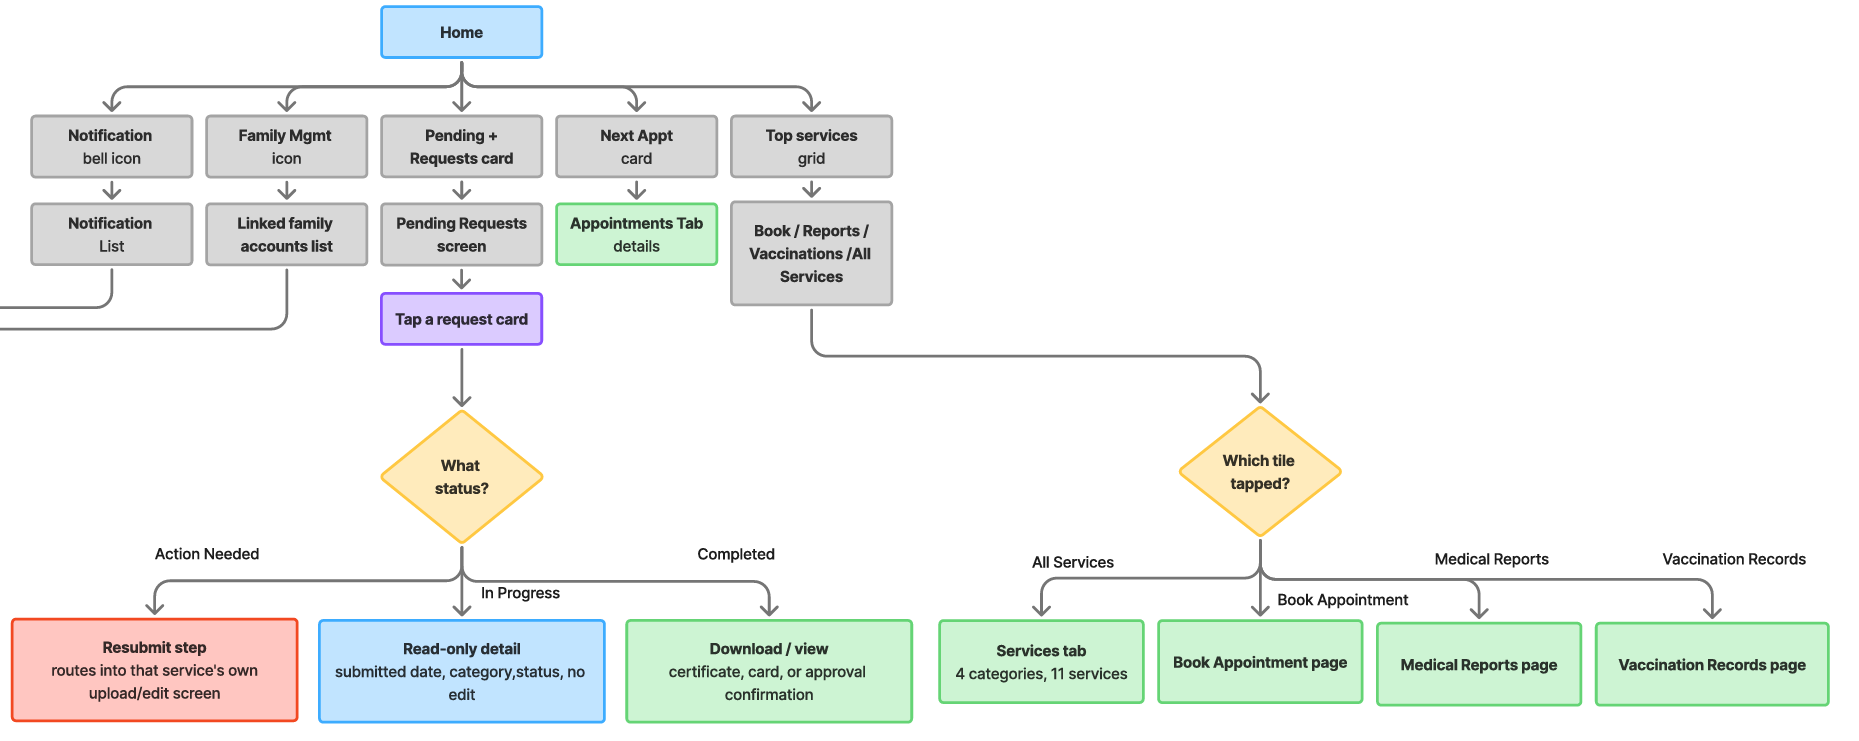 Home
Notification
bell icon
Family Mgmt
icon
Pending +
Requests card
Next Appt
card
Top services
grid
Notification
List
Linked family
accounts list
Pending Requests
screen
Appointments Tab
details
Book / Reports /
Vaccinations /All
Services
Tap a request card
What
status?
Which tile
tapped?
Action Needed
In Progress
Completed
All Services
Book Appointment
Medical Reports
Vaccination Records
Resubmit step
routes into that service's own
upload/edit screen
Read-only detail
submitted date, category,status, no
edit
Download / view
certificate, card, or approval
confirmation
Services tab
4 categories, 11 services
Book Appointment page
Medical Reports page
Vaccination Records page